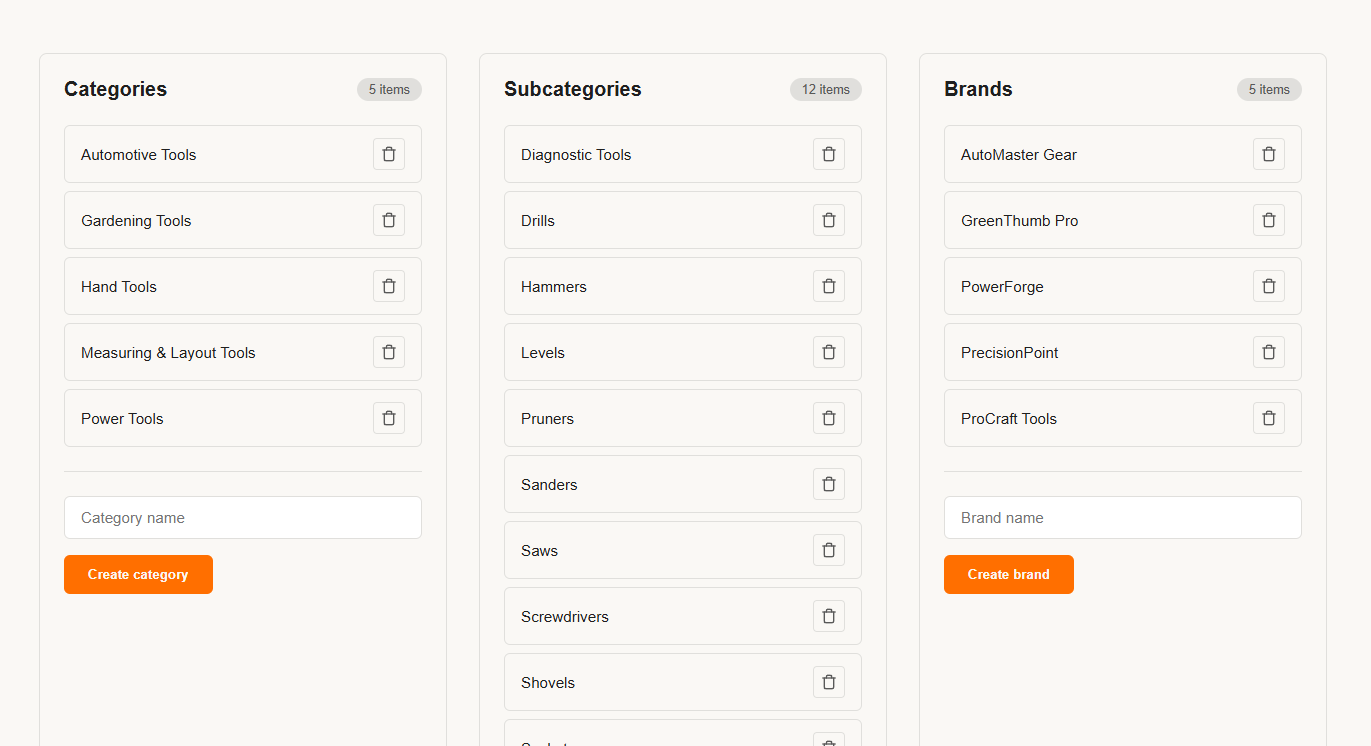 Categories
5 items
Automotive Tools
Gardening Tools
Hand Tools
Measuring & Layout Tools
Power Tools
Category name
Create category
Subcategories
12 items
Diagnostic Tools
Drills
Hammers
Levels
Pruners
Sanders
Saws
Screwdrivers
Shovels
Brands
5 items
AutoMaster Gear
GreenThumb Pro
PowerForge
PrecisionPoint
ProCraft Tools
Brand name
Create brand